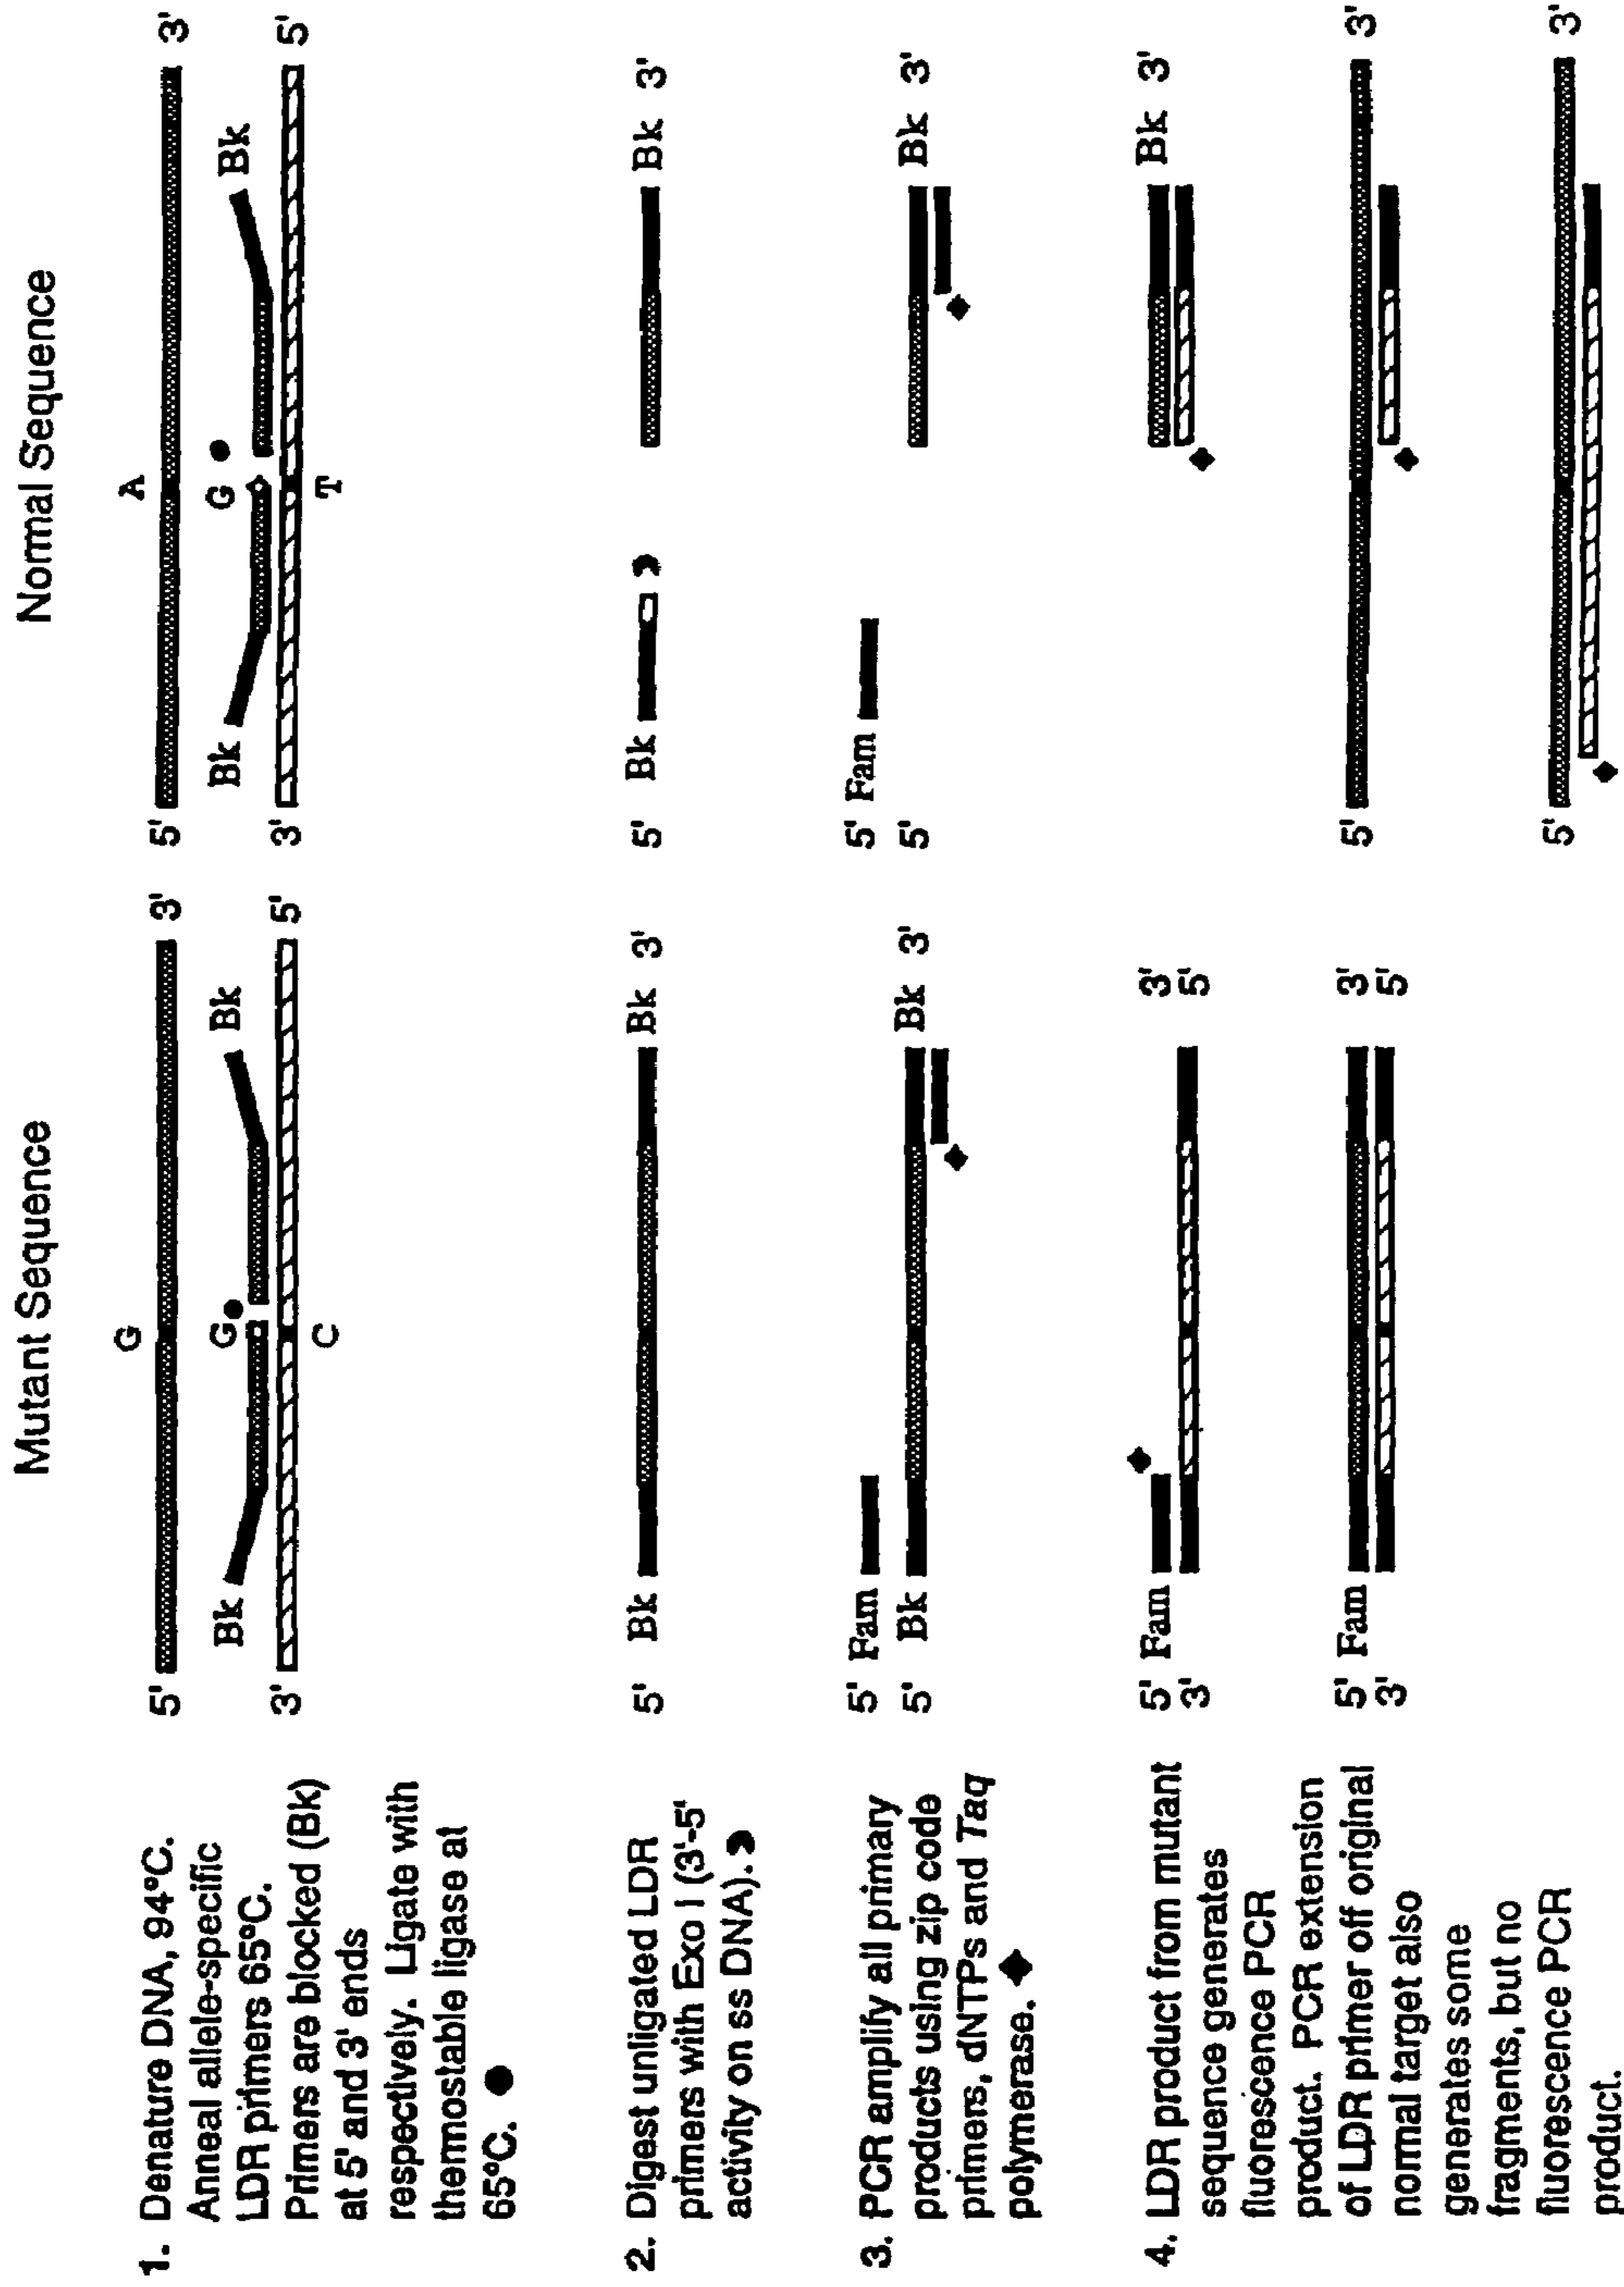 Mutant Sequence
Normal Sequence
1. Denature DNA, 94°C.
Anneal allele-specific
LDR primers 65°C.
Primers are blocked (Bk)
at 5' and 3' ends
respectively. Ligate with
thermostable ligase at
65°C.
5' G 3'
Bk G Bk
3' C 5'
5' A 3'
Bk G Bk
3' T 5'
2. Digest unligated LDR
primers with Exo I (3'-5'
activity on ss DNA).
5' Bk Bk 3'
5' Bk Bk 3'
3. PCR amplify all primary
products using zip code
primers, dNTPs and Taq
polymerase.
5' Fam
5' Bk Bk 3'
5' Fam
5' Bk 3'
4. LDR product from mutant
sequence generates
fluorescence PCR
product. PCR extension
of LDR primer off original
normal target also
generates some
fragments, but no
fluorescence PCR
product.
5' Fam 3'
3' 5'
Bk 3'
5' Fam 3'
3' 5'
5' 3'
5' 3'